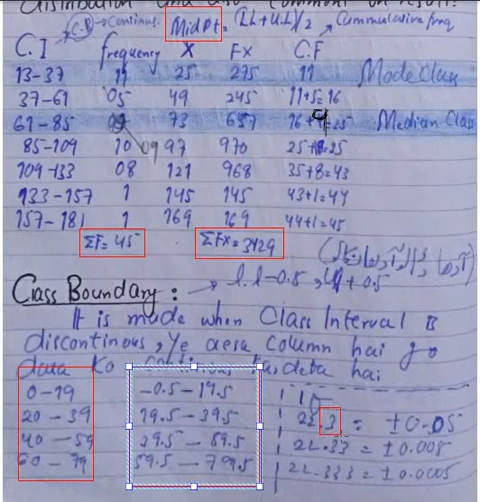 Distribution and also comment on result.
C.B → Continuous. Mid Pt = (LL+UL)/2 → Cummulative freq
C.I frequency X FX C.F
13-37 11 25 275 11 Mode Class
37-61 05 49 245 11+5=16
61-85 09 73 657 16+9=25 Median Class
85-109 10 97 970 25+10=35
109-133 08 121 968 35+8=43
133-157 1 145 145 43+1=44
157-181 1 169 169 44+1=45
ΣF=45 ΣFX=3429
Class Boundary : → l.l-0.5, Ul+0.5
It is made when Class Interval is
discontinous, Ye aesa column hai jo
data Ko continous
0-19 -0.5-19.5
20-39 19.5-39.5
40-59 29.5-59.5
60-79 59.5-79.5
22.3 = ±0.05
22.33 = ±0.005
22.333 = ±0.0005